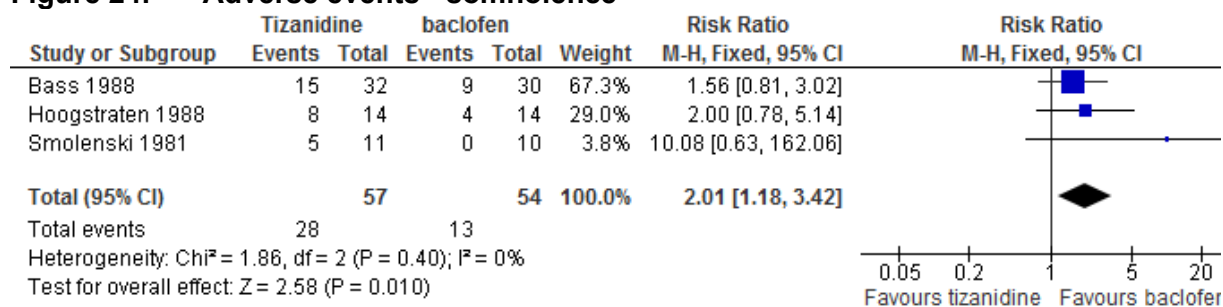 Tizanidine baclofen Risk Ratio Risk Ratio
Study or Subgroup Events Total Events Total Weight M-H, Fixed, 95% CI M-H, Fixed, 95% CI
Bass 1988 15 32 9 30 67.3% 1.56 [0.81, 3.02]
Hoogstraten 1988 8 14 4 14 29.0% 2.00 [0.78, 5.14]
Smolenski 1981 5 11 0 10 3.8% 10.08 [0.63, 162.06]
Total (95% CI) 57 54 100.0% 2.01 [1.18, 3.42]
Total events 28 13
Heterogeneity: Chi² = 1.86, df = 2 (P = 0.40); I² = 0%
Test for overall effect: Z = 2.58 (P = 0.010)
0.05 0.2 1 5 20
Favours tizanidine Favours baclofen